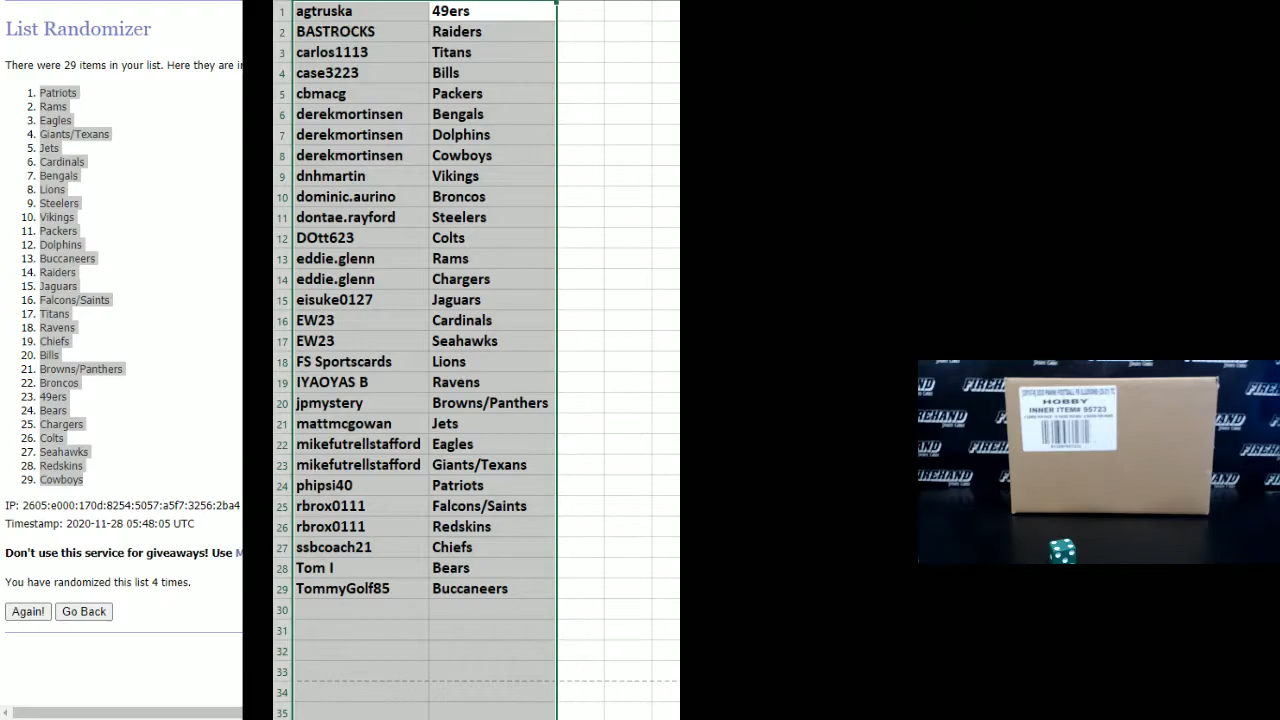 List Randomizer
There were 29 items in your list. Here they are in
1. Patriots
2. Rams
3. Eagles
4. Giants/Texans
5. Jets
6. Cardinals
7. Bengals
8. Lions
9. Steelers
10. Vikings
11. Packers
12. Dolphins
13. Buccaneers
14. Raiders
15. Jaguars
16. Falcons/Saints
17. Titans
18. Ravens
19. Chiefs
20. Bills
21. Browns/Panthers
22. Broncos
23. 49ers
24. Bears
25. Chargers
26. Colts
27. Seahawks
28. Redskins
29. Cowboys
IP: 2605:e000:170d:8254:5057:a5f7:3256:2ba4
Timestamp: 2020-11-28 05:48:05 UTC
Don't use this service for giveaways! Use
You have randomized this list 4 times.
Again! Go Back
1 agtruska 49ers
2 BASTROCKS Raiders
3 carlos1113 Titans
4 case3223 Bills
5 cbmacg Packers
6 derekmortinsen Bengals
7 derekmortinsen Dolphins
8 derekmortinsen Cowboys
9 dnhmartin Vikings
10 dominic.aurino Broncos
11 dontae.rayford Steelers
12 DOtt623 Colts
13 eddie.glenn Rams
14 eddie.glenn Chargers
15 eisuke0127 Jaguars
16 EW23 Cardinals
17 EW23 Seahawks
18 FS Sportscards Lions
19 IYAOYAS B Ravens
20 jpmystery Browns/Panthers
21 mattmcgowan Jets
22 mikefutrellstafford Eagles
23 mikefutrellstafford Giants/Texans
24 phipsi40 Patriots
25 rbrox0111 Falcons/Saints
26 rbrox0111 Redskins
27 ssbcoach21 Chiefs
28 Tom I Bears
29 TommyGolf85 Buccaneers
30
31
32
33
34
35
HOBBY
INNER ITEM# 95723
FIREHAND